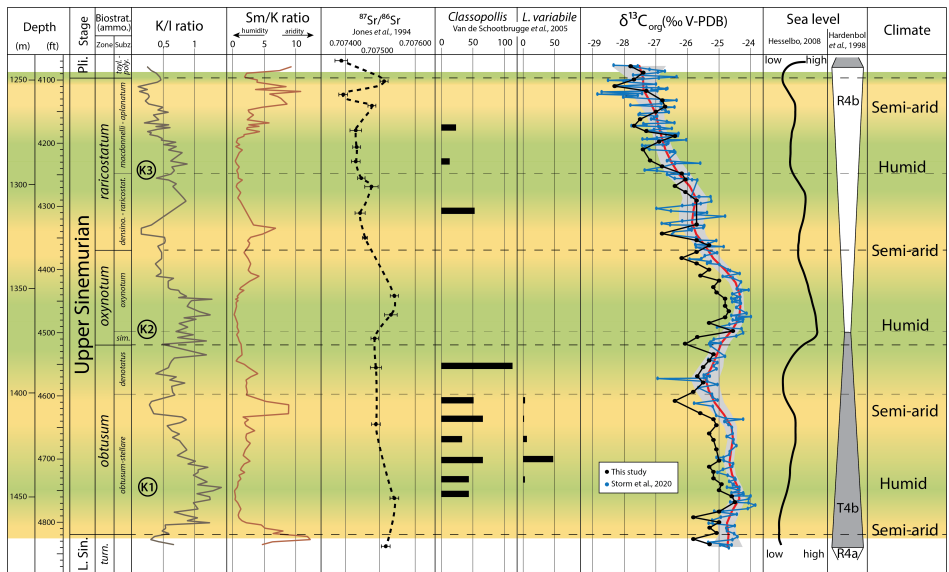 Depth
(m) (ft)
Stage
Biostrat.
(ammo.)
Zone Subz
K/I ratio
0,5 1 2
Sm/K ratio
humidity aridity
0 5 10
87Sr/86Sr
Jones et al., 1994
0.707400
0.707500
0.707600
Classopollis L. variabile
Van de Schootbrugge et al., 2005
0 50 100 0 50
δ13Corg(‰ V-PDB)
-29 -28 -27 -26 -25 -24
Sea level
Hesselbo, 2008
Hardenbol et al., 1998
low high
Climate
Pli.
tayl.-
poly.
1250 4100
4200
1300
4300
4400
1350
4500
1400 4600
4700
1450
4800
Upper Sinemurian
L. Sin.
raricostatum
oxynotum
obtusum
turn.
macdonnelli - aplanatum
densino. - raricostat.
oxynotum
sim.
denotatus
obtusum-stellare
K3
K2
K1
This study
Storm et al., 2020
R4b
T4b
R4a
low high
Semi-arid
Humid
Semi-arid
Humid
Semi-arid
Humid
Semi-arid